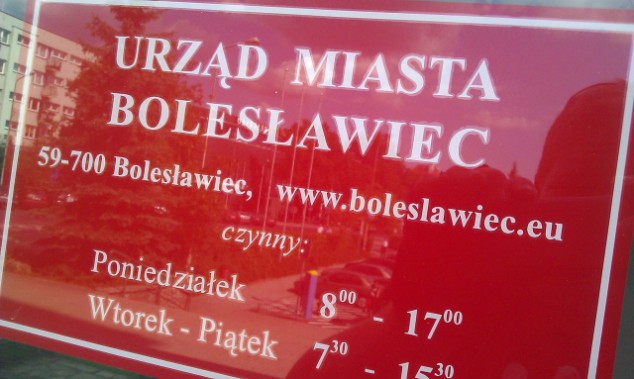 URZĄD MIASTA
BOLESŁAWIEC
59-700 Bolesławiec, www.boleslawiec.eu
czynny:
Poniedziałek 8⁰⁰ - 17⁰⁰
Wtorek - Piątek 7³⁰ - 15³⁰